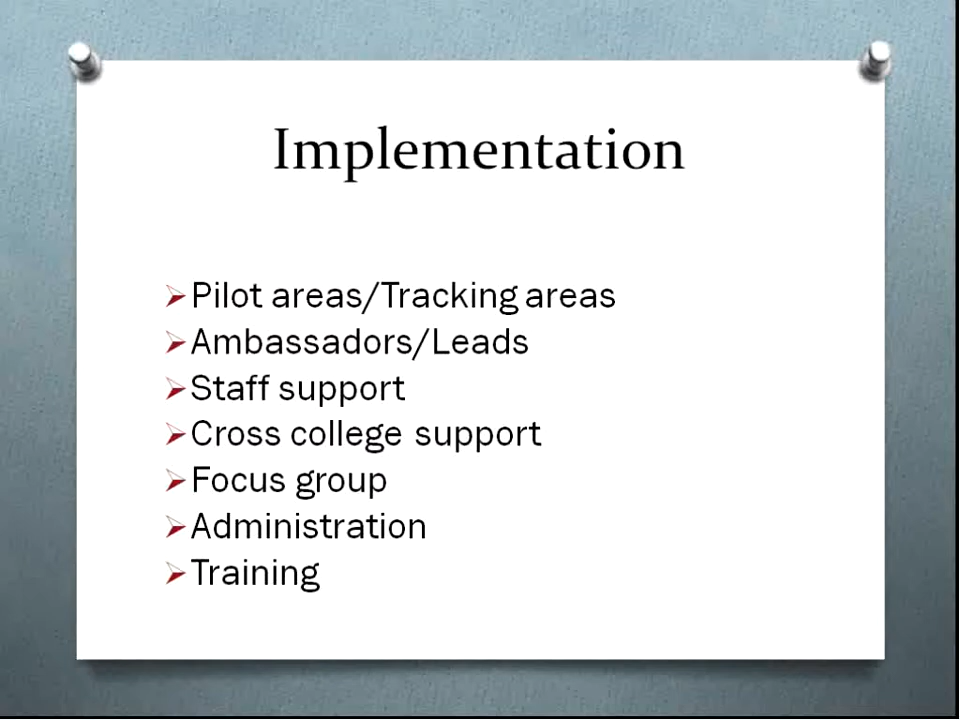 Implementation
Pilot areas/Tracking areas
Ambassadors/Leads
Staff support
Cross college support
Focus group
Administration
Training